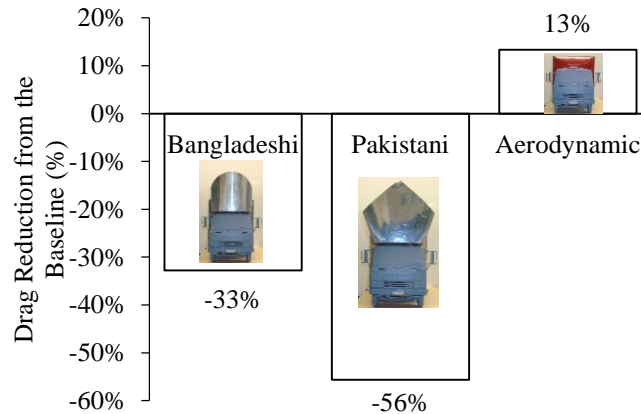 Drag Reduction from the
Baseline (%)
20%
10%
0%
-10%
-20%
-30%
-40%
-50%
-60%
13%
Bangladeshi
Pakistani
Aerodynamic
-33%
-56%